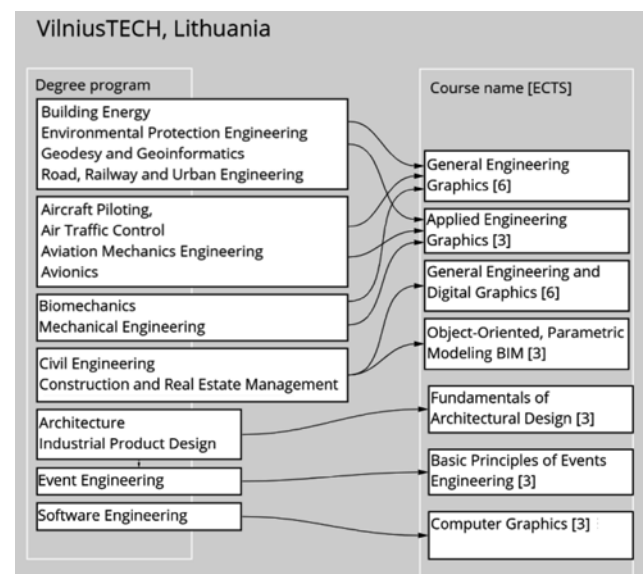 VilniusTECH, Lithuania
Degree program
Building Energy
Environmental Protection Engineering
Geodesy and Geoinformatics
Road, Railway and Urban Engineering
Aircraft Piloting,
Air Traffic Control
Aviation Mechanics Engineering
Avionics
Biomechanics
Mechanical Engineering
Civil Engineering
Construction and Real Estate Management
Architecture
Industrial Product Design
Event Engineering
Software Engineering
Course name [ECTS]
General Engineering
Graphics [6]
Applied Engineering
Graphics [3]
General Engineering and
Digital Graphics [6]
Object-Oriented, Parametric
Modeling BIM [3]
Fundamentals of
Architectural Design [3]
Basic Principles of Events
Engineering [3]
Computer Graphics [3]